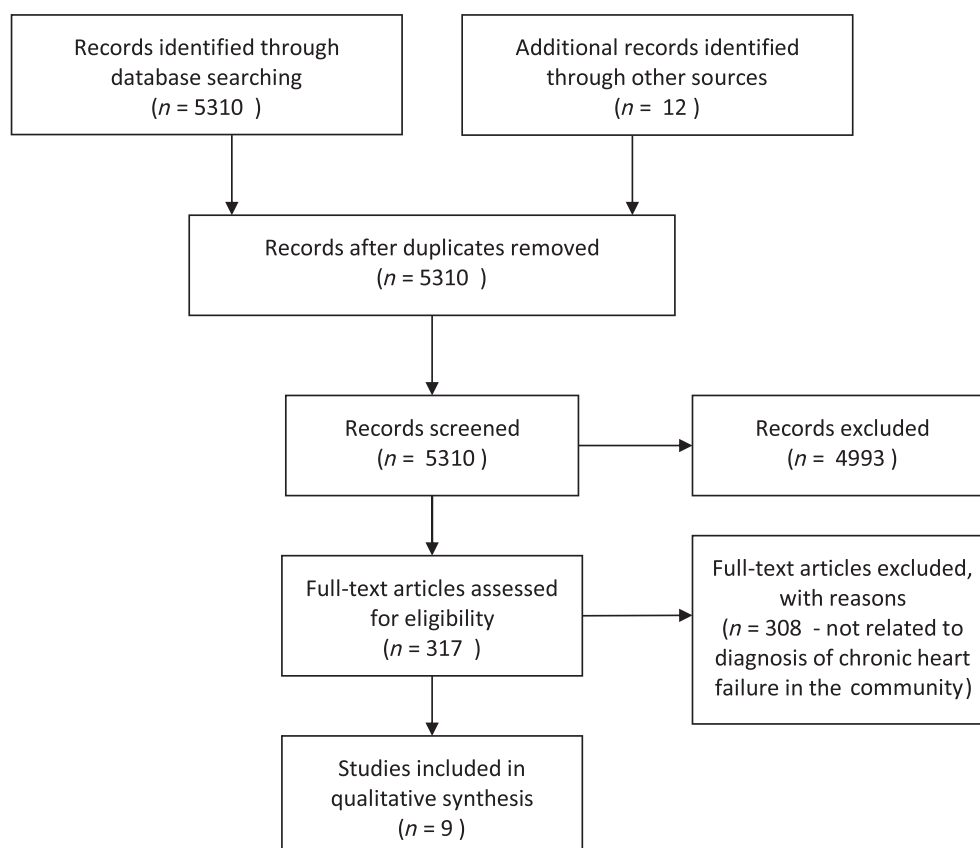 Records identified through
database searching
(n = 5310 )
Additional records identified
through other sources
(n = 12 )
Records after duplicates removed
(n = 5310 )
Records screened
(n = 5310 )
Records excluded
(n = 4993 )
Full-text articles assessed
for eligibility
(n = 317 )
Full-text articles excluded,
with reasons
(n = 308 - not related to
diagnosis of chronic heart
failure in the community)
Studies included in
qualitative synthesis
(n = 9 )